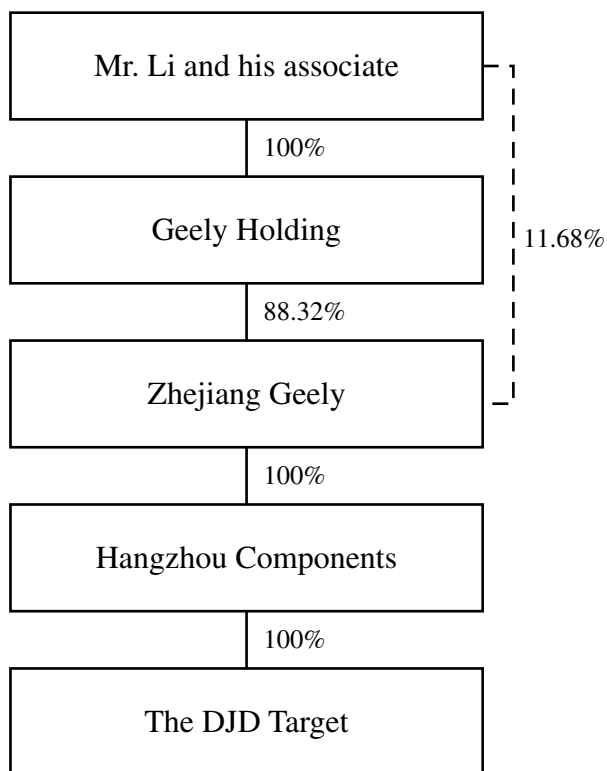 Mr. Li and his associate
100%
Geely Holding
11.68%
88.32%
Zhejiang Geely
100%
Hangzhou Components
100%
The DJD Target